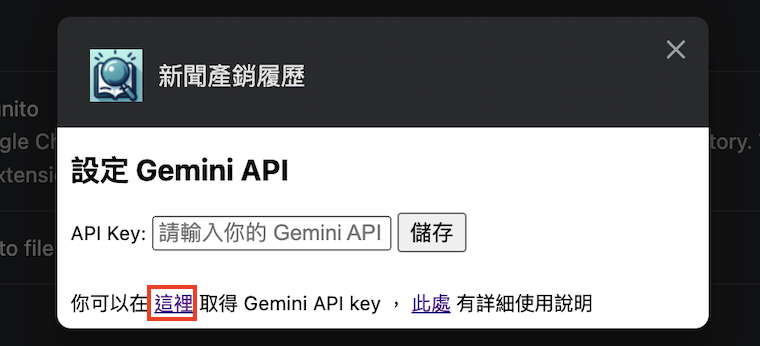 新聞產銷履歷
nito
gle Ch
tory.
xtensi
設定 Gemini API
API Key: 請輸入你的 Gemini API 儲存
to file
你可以在 這裡 取得 Gemini API key ， 此處 有詳細使用說明